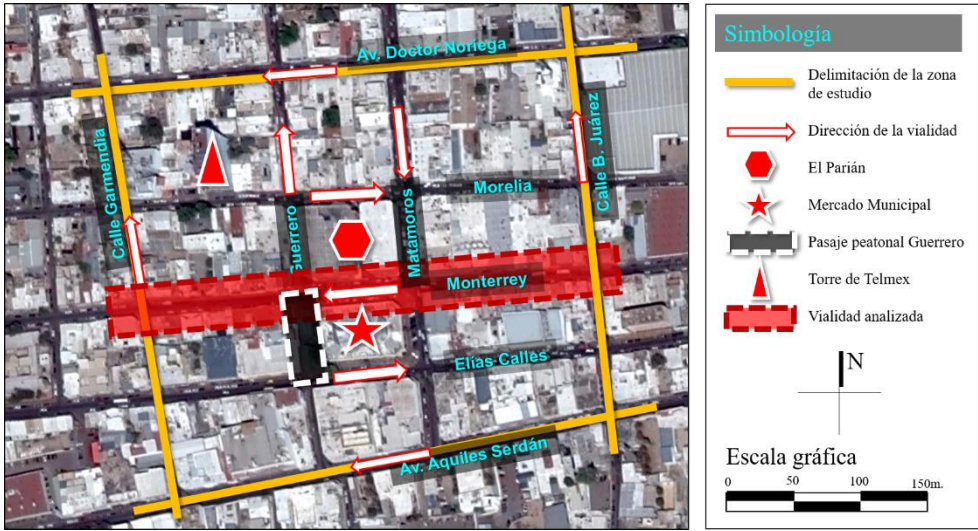 Av. Doctor Noriega
Calle Garmendia
Guerrero
Matamoros
Calle B. Juárez
Morelia
Monterrey
Elías Calles
Av. Aquiles Serdán
Simbología
Delimitación de la zona
de estudio
Dirección de la vialidad
El Parián
Mercado Municipal
Pasaje peatonal Guerrero
Torre de Telmex
Vialidad analizada
N
Escala gráfica
0 50 100 150m.